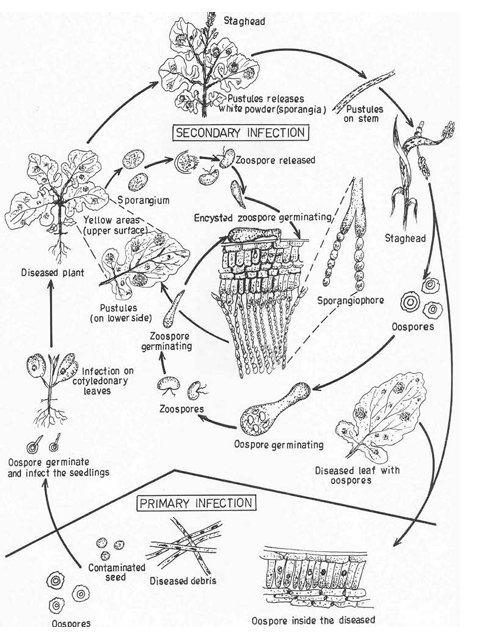 Staghead
Pustules releases
white powder(sporangia)
Pustules
on stem
SECONDARY INFECTION
Zoospore released
Sporangium
Yellow areas
(upper surface)
Encysted zoospore germinating
Staghead
Diseased plant
Pustules
(on lower side)
Sporangiophore
Oospores
Zoospore
germinating
Infection on
cotyledonary
leaves
Zoospores
Oospore germinating
Diseased leaf with
oospores
Oospore germinate
and infect the seedlings
PRIMARY INFECTION
Contaminated
seed
Diseased debris
Oospores
Oospore inside the diseased